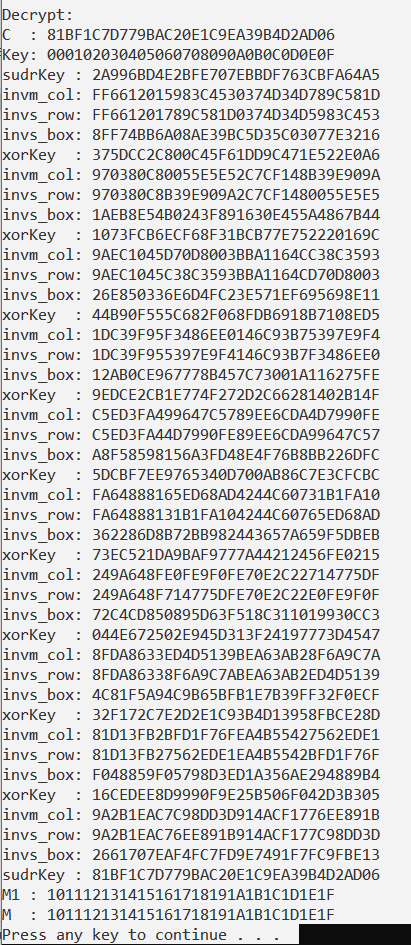 Decrypt:
C  : 81BF1C7D779BAC20E1C9EA39B4D2AD06
Key: 000102030405060708090A0B0C0D0E0F
sudrKey : 2A996BD4E2BFE707EBBDF763CBFA64A5
invm_col: FF6612015983C4530374D34D789C581D
invs_row: FF661201789C581D0374D34D5983C453
invs_box: 8FF74BB6A08AE39BC5D35C03077E3216
xorKey  : 375DCC2C800C45F61DD9C471E522E0A6
invm_col: 970380C80055E5E52C7CF148B39E909A
invs_row: 970380C8B39E909A2C7CF1480055E5E5
invs_box: 1AEB8E54B0243F891630E455A4867B44
xorKey  : 1073FCB6ECF68F31BCB77E752220169C
invm_col: 9AEC1045D70D8003BBA1164CC38C3593
invs_row: 9AEC1045C38C3593BBA1164CD70D8003
invs_box: 26E850336E6D4FC23E571EF695698E11
xorKey  : 44B90F555C682F068FDB6918B7108ED5
invm_col: 1DC39F95F3486EE0146C93B75397E9F4
invs_row: 1DC39F955397E9F4146C93B7F3486EE0
invs_box: 12AB0CE967778B457C73001A116275FE
xorKey  : 9EDCE2CB1E774F272D2C66281402B14F
invm_col: C5ED3FA499647C5789EE6CDA4D7990FE
invs_row: C5ED3FA44D7990FE89EE6CDA99647C57
invs_box: A8F58598156A3FD48E4F76B8BB226DFC
xorKey  : 5DCBF7EE9765340D700AB86C7E3CFCBC
invm_col: FA64888165ED68AD4244C60731B1FA10
invs_row: FA64888131B1FA104244C60765ED68AD
invs_box: 362286D8B72BB982443657A659F5DBEB
xorKey  : 73EC521DA9BAF9777A44212456FE0215
invm_col: 249A648FE0FE9F0FE70E2C22714775DF
invs_row: 249A648F714775DFE70E2C22E0FE9F0F
invs_box: 72C4CD850895D63F518C311019930CC3
xorKey  : 044E672502E945D313F24197773D4547
invm_col: 8FDA8633ED4D5139BEA63AB28F6A9C7A
invs_row: 8FDA86338F6A9C7ABEA63AB2ED4D5139
invs_box: 4C81F5A94C9B65BFB1E7B39FF32F0ECF
xorKey  : 32F172C7E2D2E1C93B4D13958FBCE28D
invm_col: 81D13FB2BFD1F76FEA4B55427562EDE1
invs_row: 81D13FB27562EDE1EA4B5542BFD1F76F
invs_box: F048859F05798D3ED1A356AE294889B4
xorKey  : 16CEDEE8D9990F9E25B506F042D3B305
invm_col: 9A2B1EAC7C98DD3D914ACF1776EE891B
invs_row: 9A2B1EAC76EE891B914ACF177C98DD3D
invs_box: 2661707EAF4FC7FD9E7491F7FC9FBE13
sudrKey : 81BF1C7D779BAC20E1C9EA39B4D2AD06
M1 : 101112131415161718191A1B1C1D1E1F
M  : 101112131415161718191A1B1C1D1E1F
Press any key to continue . . .